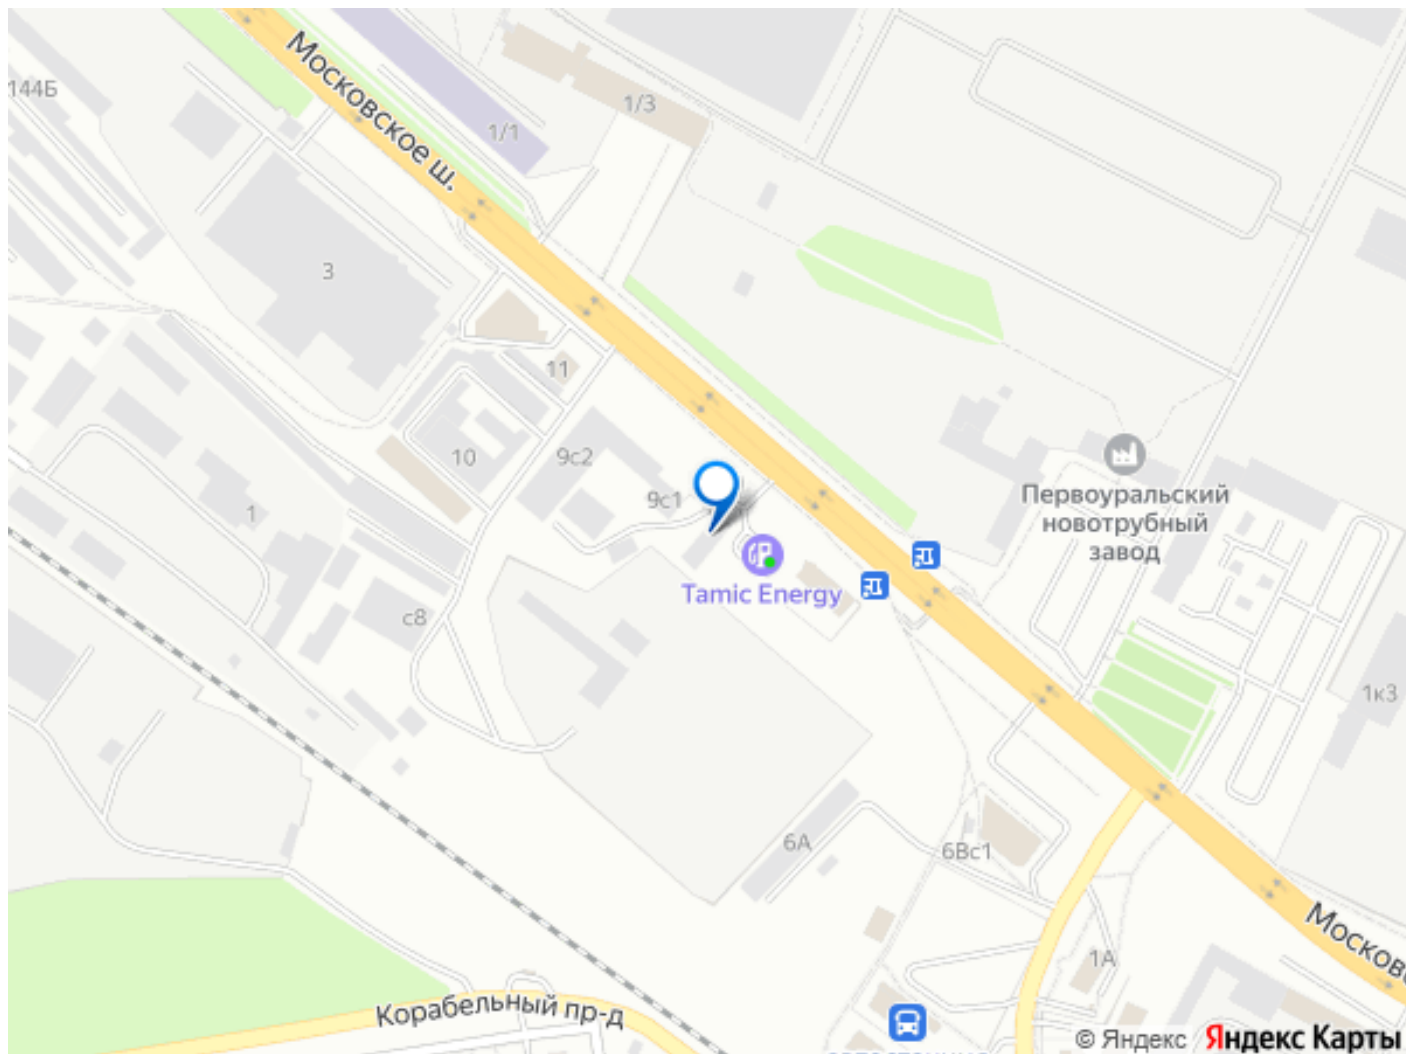 Московское ш.
144Б
1/3
1/1
3
11
10
9с2
9с1
1
с8
Первоуральский
новотрубный
завод
Tamic Energy
1к3
6А
6Вс1
1А
Корабельный пр-д
© Яндекс
Яндекс Карты